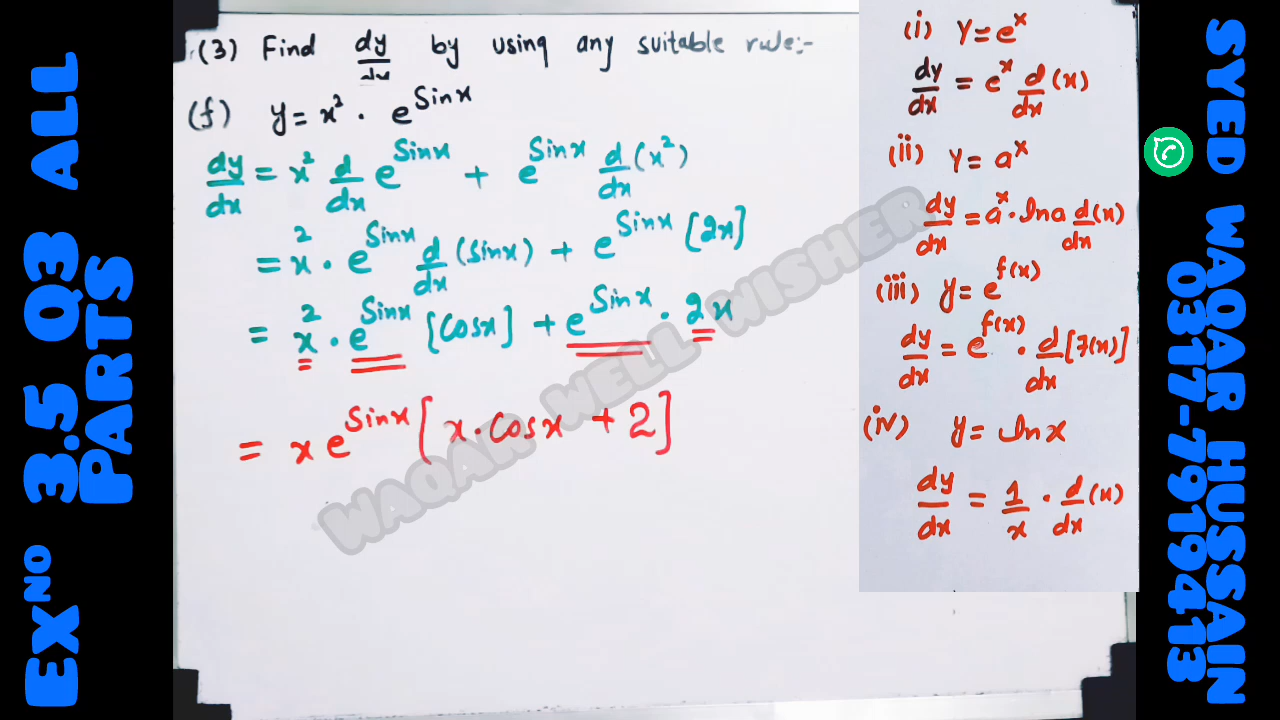 Ex^NO 3.5 Q3 ALL
PARTS
(3) Find dy/dx by using any suitable rule:-
(f) y = x² · e^Sinx
dy/dx = x² d/dx e^Sinx + e^Sinx d/dx (x²)
= x² · e^Sinx d/dx (Sinx) + e^Sinx [2x]
= x² · e^Sinx [Cosx] + e^Sinx · 2x
= x e^Sinx [x · Cosx + 2]
WAQAR WELL WISHER
(i) Y = e^x
dy/dx = e^x d/dx (x)
(ii) Y = a^x
dy/dx = a^x · lna d/dx (x)
(iii) y = e^f(x)
dy/dx = e^f(x) · d/dx [f(x)]
(iv) y = lnx
dy/dx = 1/x · d/dx (x)
SYED WAQAR HUSSAIN
0317-7919413